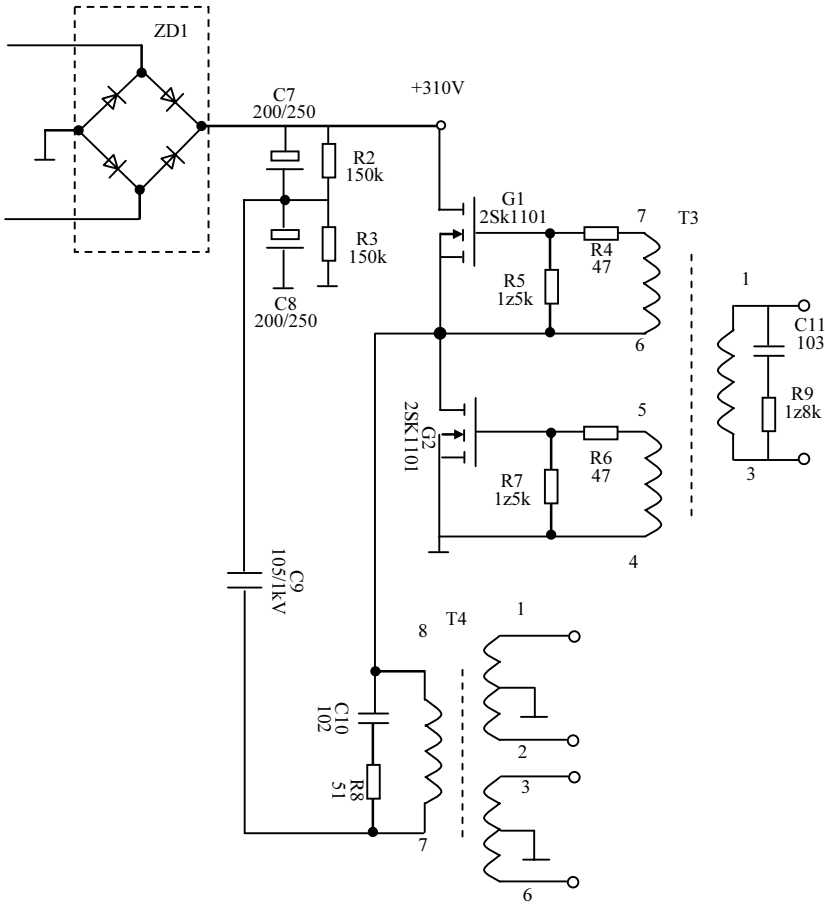 ZD1
C7
200/250
+310V
R2
150k
G1
2Sk1101
7
T3
R4
47
R3
150k
R5
1z5k
1
C8
200/250
C11
103
6
R9
1z8k
5
G2
2SK1101
R6
47
R7
1z5k
3
4
C9
105/1kV
1
T4
8
C10
102
2
3
R8
51
7
6